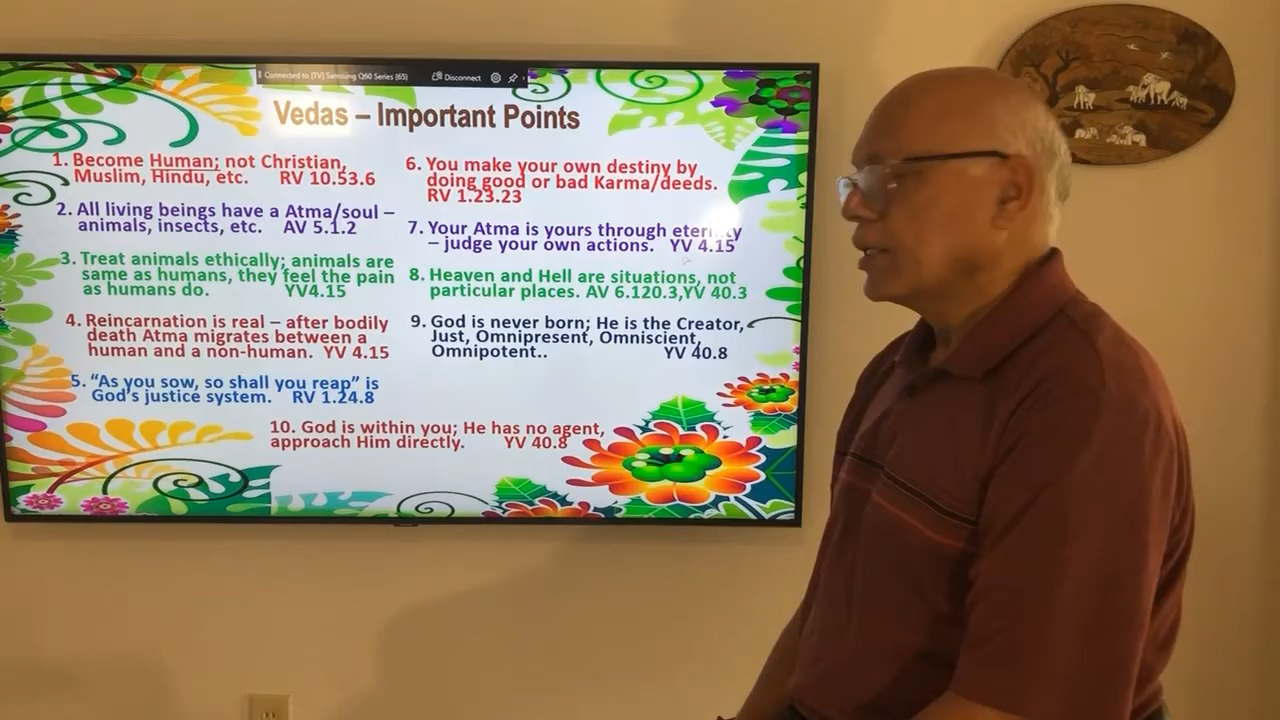 Connected to [TV] Samsung Q60 Series (65) Disconnect
Vedas – Important Points
1. Become Human; not Christian,
Muslim, Hindu, etc. RV 10.53.6
2. All living beings have a Atma/soul –
animals, insects, etc. AV 5.1.2
3. Treat animals ethically; animals are
same as humans, they feel the pain
as humans do. YV4.15
4. Reincarnation is real – after bodily
death Atma migrates between a
human and a non-human. YV 4.15
5. “As you sow, so shall you reap” is
God’s justice system. RV 1.24.8
6. You make your own destiny by
doing good or bad Karma/deeds.
RV 1.23.23
7. Your Atma is yours through eternity
– judge your own actions. YV 4.15
8. Heaven and Hell are situations, not
particular places. AV 6.120.3,YV 40.3
9. God is never born; He is the Creator,
Just, Omnipresent, Omniscient,
Omnipotent.. YV 40.8
10. God is within you; He has no agent,
approach Him directly. YV 40.8